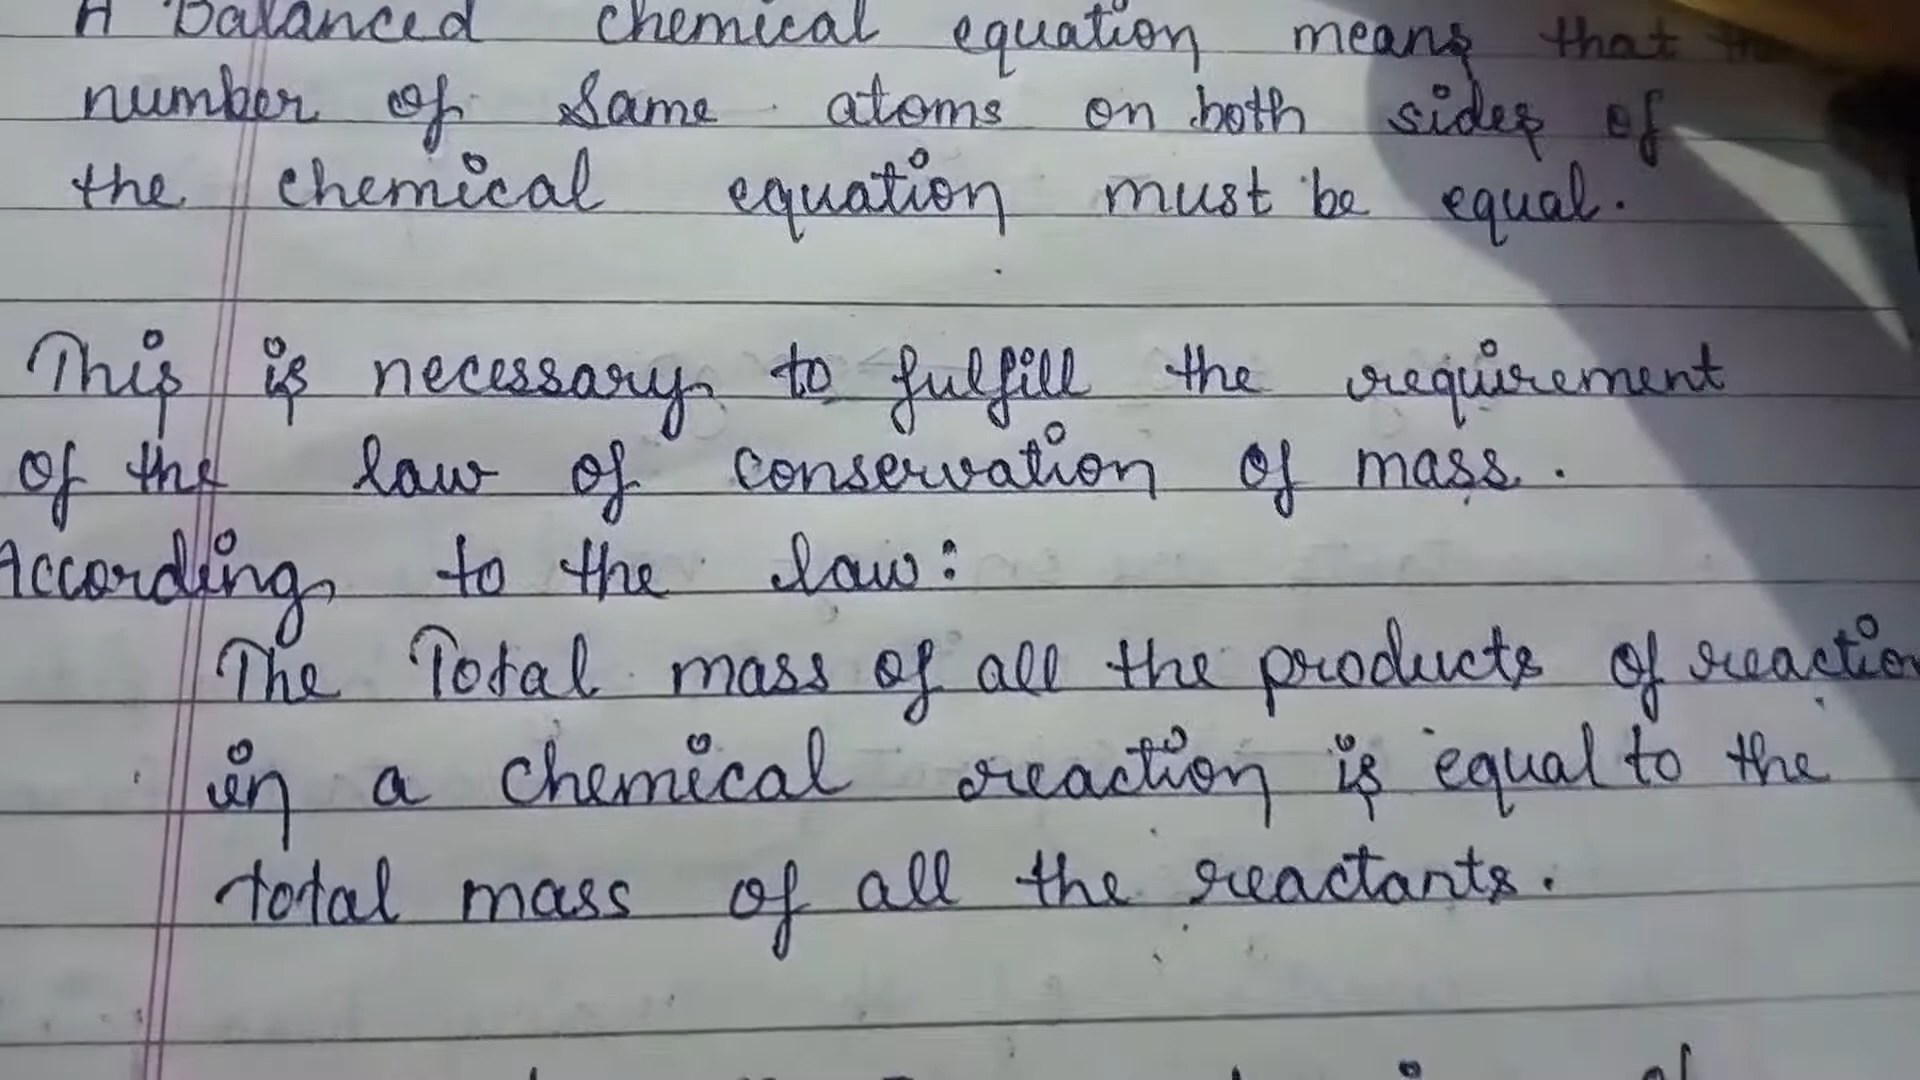 A Balanced chemical equation means that the
number of same atoms on both sides of
the chemical equation must be equal.
This is necessary to fulfill the requirement
of the law of conservation of mass.
According to the law:
The Total mass of all the products of reaction
in a chemical reaction is equal to the
total mass of all the reactants.